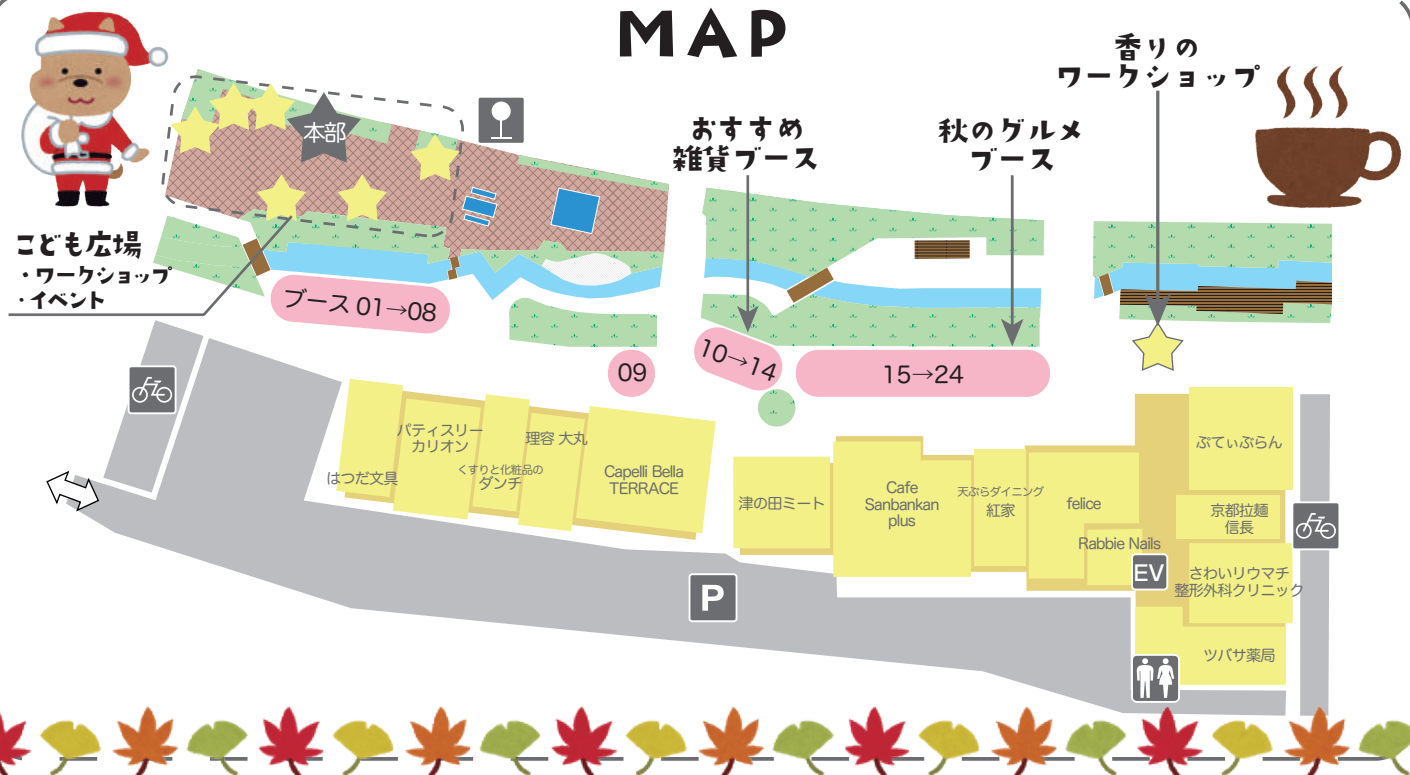 MAP
香りの
ワークショップ
おすすめ
雑貨ブース
秋のグルメ
ブース
本部
こども広場
・ワークショップ
・イベント
ブース 01→08
09
10→14
15→24
パティスリー
カリオン
はつだ文具
くすりと化粧品の
ダンチ
理容 大丸
Capelli Bella
TERRACE
津の田ミート
Cafe
Sanbankan
plus
天ぷらダイニング
紅家
felice
Rabbie Nails
EV
ぷてぃぷらん
京都拉麺
信長
さわいリウマチ
整形外科クリニック
ツバサ薬局
P